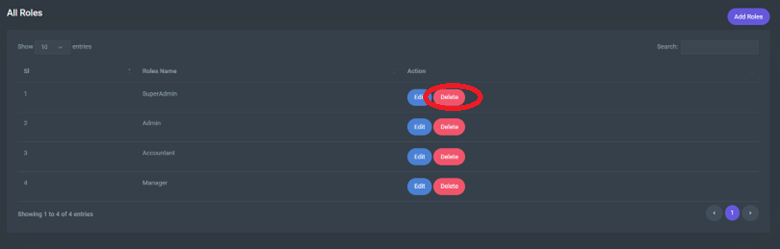 All Roles
Add Roles
Show 10 entries
Search:
Sl Roles Name Action
1 SuperAdmin Edit Delete
2 Admin Edit Delete
3 Accountant Edit Delete
4 Manager Edit Delete
Showing 1 to 4 of 4 entries
1